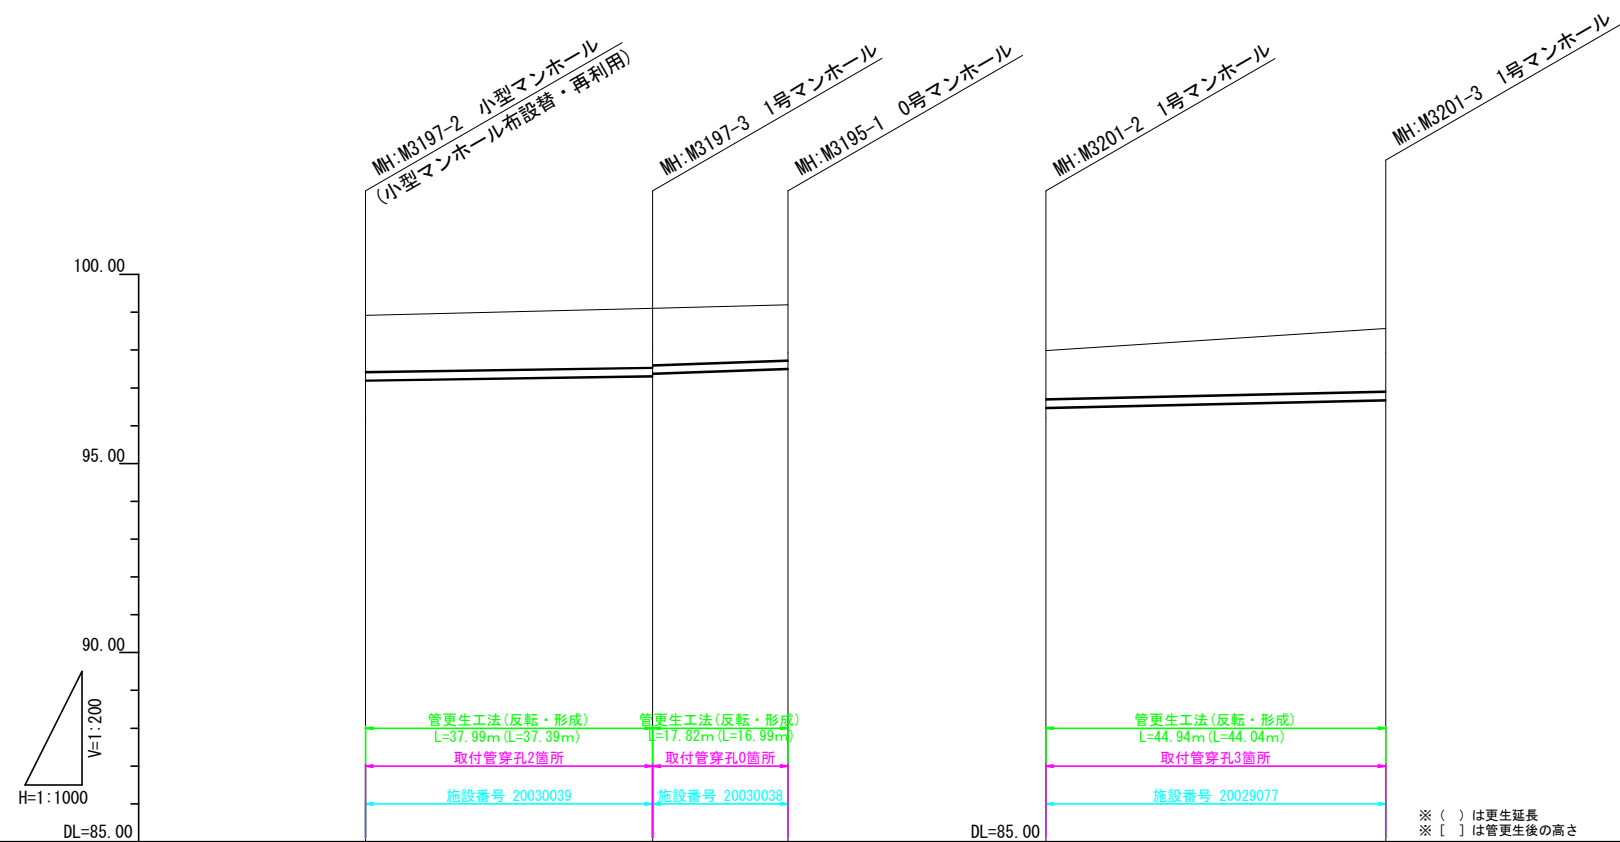 MH:M3197-2　小型マンホール
(小型マンホール布設替・再利用)
MH:M3197-3　1号マンホール
MH:M3195-1　0号マンホール
MH:M3201-2　1号マンホール
MH:M3201-3　1号マンホール
100.00
95.00
90.00
V=1:200
H=1:1000
DL=85.00
管更生工法(反転・形成)
L=37.99m(L=37.39m)
取付管穿孔2箇所
施設番号 20030039
管更生工法(反転・形成)
L=17.82m(L=16.99m)
取付管穿孔0箇所
施設番号 20030038
DL=85.00
管更生工法(反転・形成)
L=44.94m(L=44.04m)
取付管穿孔3箇所
施設番号 20029077
※（　）は更生延長
※［　］は管更生後の高さ